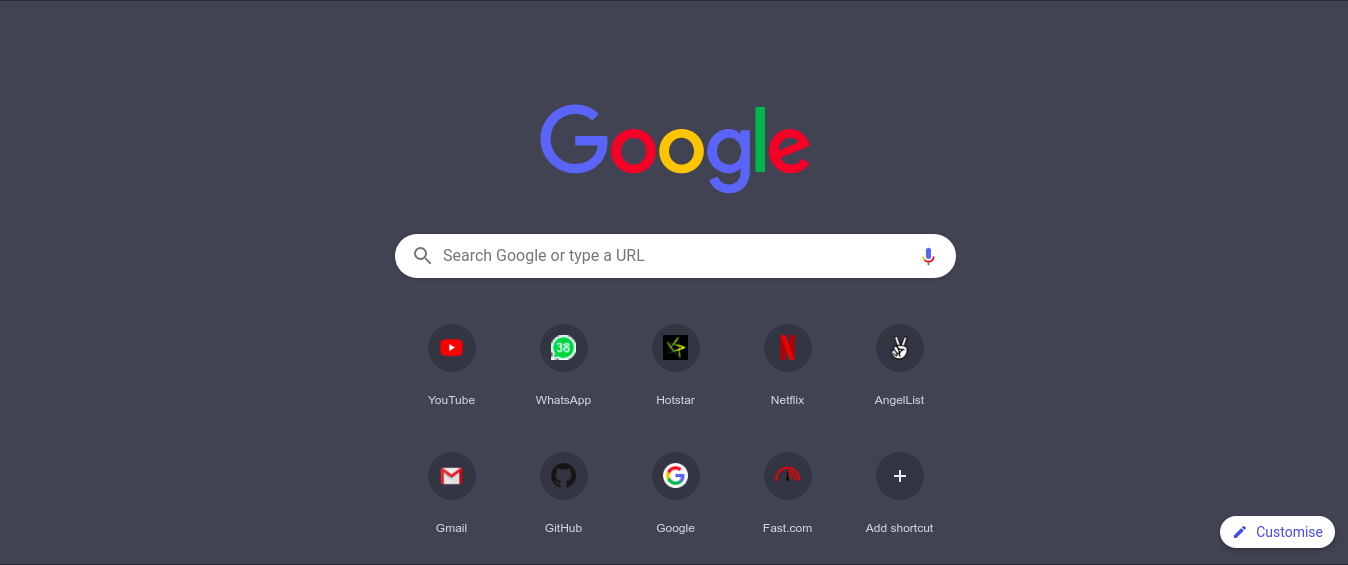 Google
Search Google or type a URL
38
YouTube WhatsApp Hotstar Netflix AngelList
Gmail GitHub Google Fast.com Add shortcut
Customise